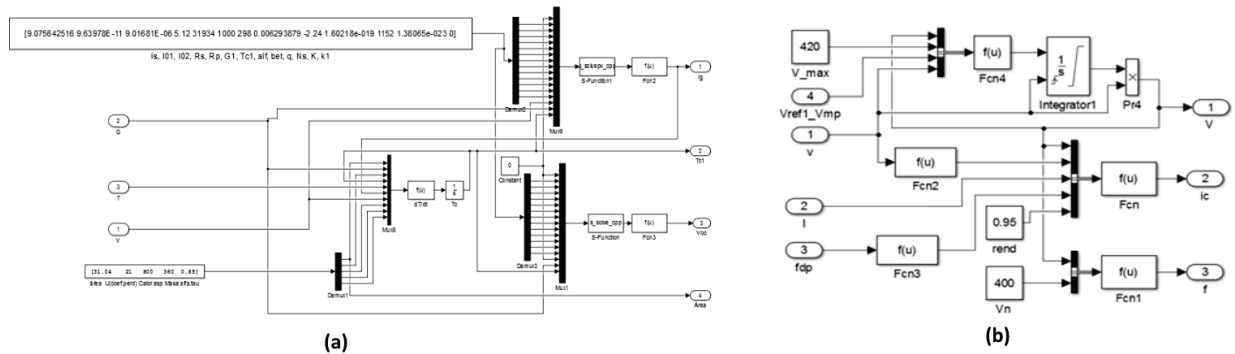 [9.075642516 9.63978E-11 9.01681E-06 5.12 31934 1000 298 0.006293879 -2.24 1.60218e-019 1152 1.38065e-023 0]
Is, I01, I02, Rs, Rp, G1, Tc1, alf, bet, q, Ns, K, k1
Demux2
Mux9
s_solvepv_cpp
S-Function1
f(u)
Fcn2
1
Ig
2
G
3
T
1
V
Mux8
f(u)
dT/dt
1
s
Tc
0
Constant
Demux3
Mux1
s_solve_cpp
S-Function
f(u)
Fcn3
2
Tc1
3
Voc
[31.04 21 800 360 0.85]
Area U(coef.perd) Calor.esp Masa alfa.tau
Demux1
4
Area
(a)
420
V_max
4
Vref1_Vmp
1
v
f(u)
Fcn4
1
s
Integrator1
×
Pr4
1
V
f(u)
Fcn2
2
I
3
fdp
f(u)
Fcn3
0.95
rend
f(u)
Fcn
2
ic
400
Vn
f(u)
Fcn1
3
f
(b)